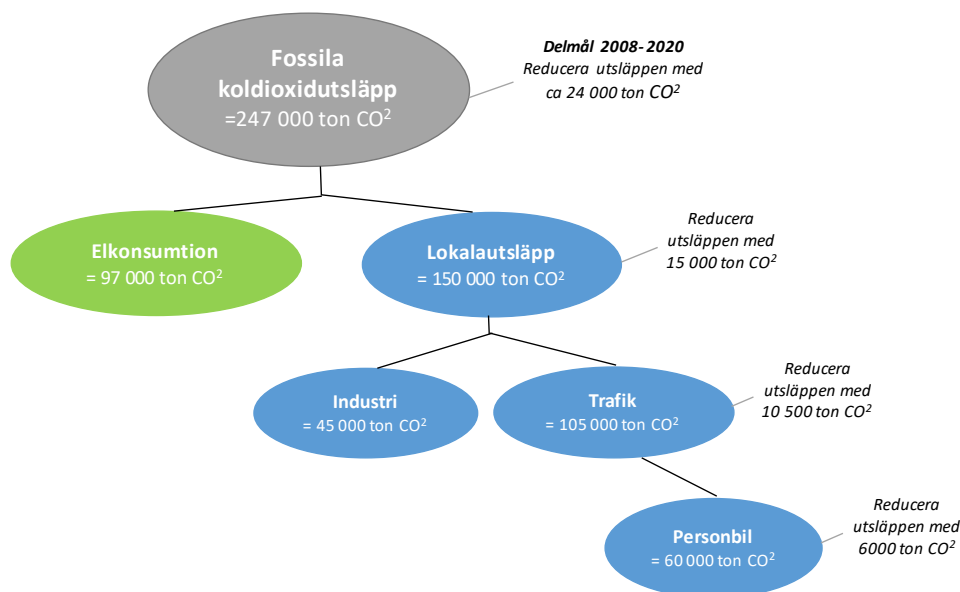 Fossila
koldioxidutsläpp
=247 000 ton CO²
Delmål 2008-2020
Reducera utsläppen med
ca 24 000 ton CO²
Elkonsumtion
= 97 000 ton CO²
Lokalautsläpp
= 150 000 ton CO²
Reducera
utsläppen med
15 000 ton CO²
Industri
= 45 000 ton CO²
Trafik
= 105 000 ton CO²
Reducera
utsläppen med
10 500 ton CO²
Personbil
= 60 000 ton CO²
Reducera
utsläppen med
6000 ton CO²